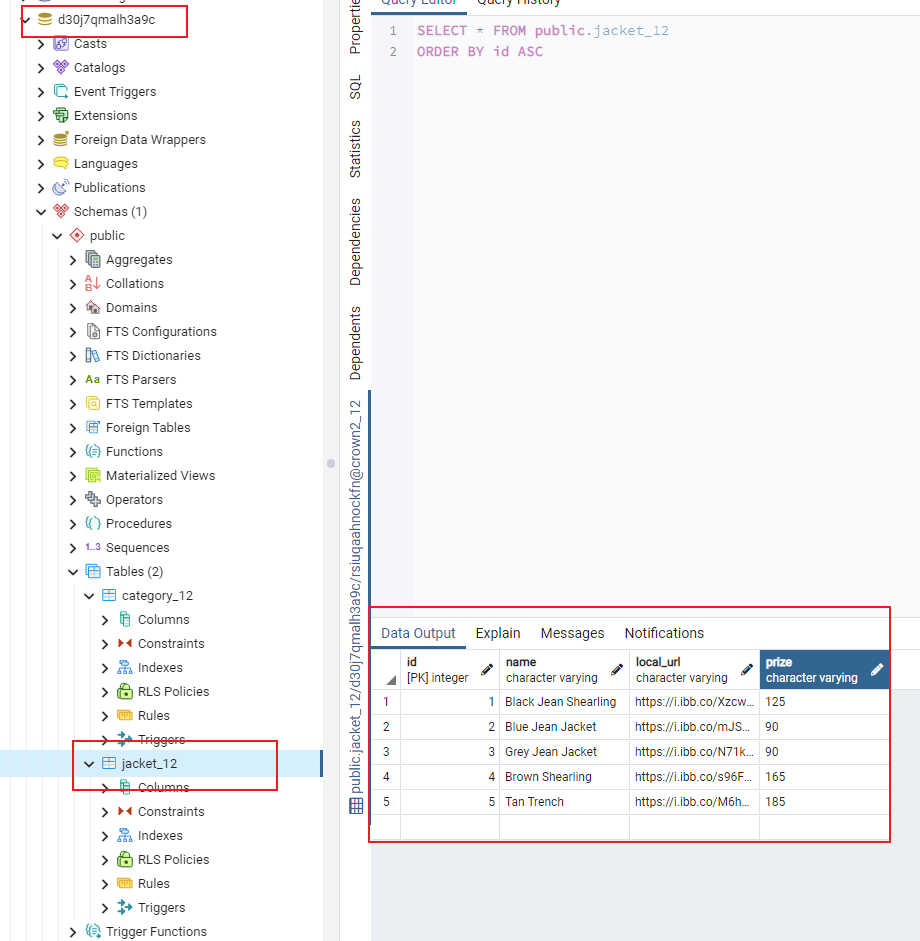 d30j7qmalh3a9c
Casts
Catalogs
Event Triggers
Extensions
Foreign Data Wrappers
Languages
Publications
Schemas (1)
public
Aggregates
Collations
Domains
FTS Configurations
FTS Dictionaries
Aa FTS Parsers
FTS Templates
Foreign Tables
Functions
Materialized Views
Operators
Procedures
1..3 Sequences
Tables (2)
category_12
Columns
Constraints
Indexes
RLS Policies
Rules
Triggers
jacket_12
Columns
Constraints
Indexes
RLS Policies
Rules
Triggers
Trigger Functions
Properties
SQL
Statistics
Dependencies
Dependents
public.jacket_12/d30j7qmalh3a9c/rsiuqaahnockfn@crown2_12
Query Editor Query History
1 SELECT * FROM public.jacket_12
2 ORDER BY id ASC
Data Output Explain Messages Notifications
id name local_url prize
[PK] integer character varying character varying character varying
1 1 Black Jean Shearling https://i.ibb.co/Xzcw... 125
2 2 Blue Jean Jacket https://i.ibb.co/mJS... 90
3 3 Grey Jean Jacket https://i.ibb.co/N71k... 90
4 4 Brown Shearling https://i.ibb.co/s96F... 165
5 5 Tan Trench https://i.ibb.co/M6h... 185